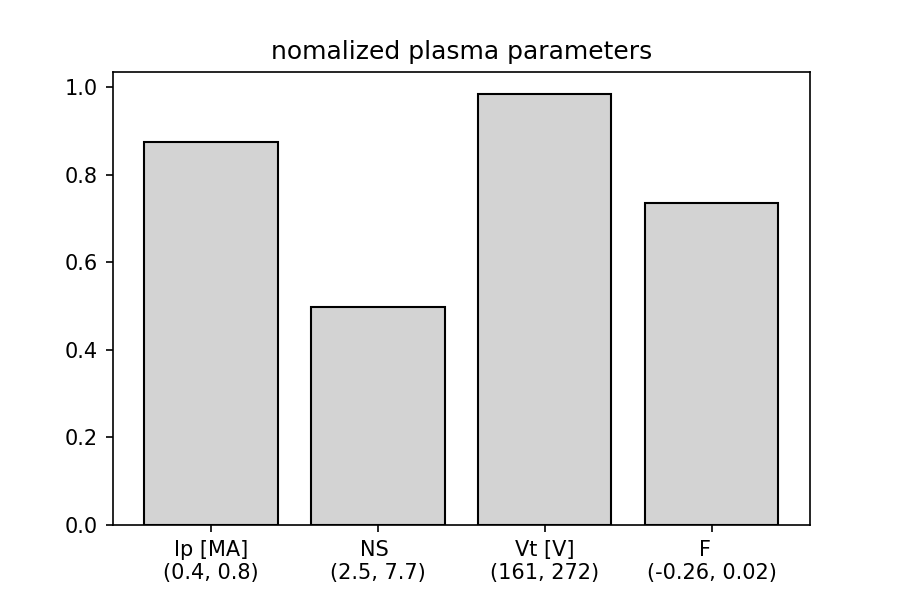 nomalized plasma parameters
1.0
0.8
0.6
0.4
0.2
0.0
Ip [MA] NS Vt [V] F
(0.4, 0.8) (2.5, 7.7) (161, 272) (-0.26, 0.02)